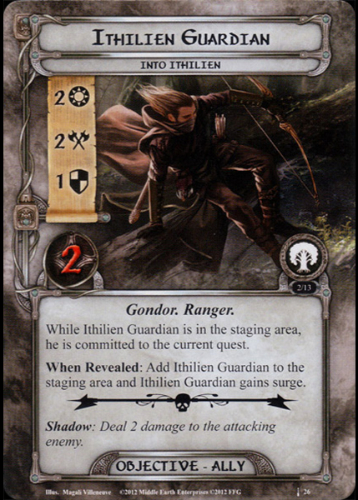 ITHILIEN GUARDIAN
INTO ITHILIEN
2
2
1
2
2/13
Gondor. Ranger.
While Ithilien Guardian is in the staging area,
he is committed to the current quest.
When Revealed: Add Ithilien Guardian to the
staging area and Ithilien Guardian gains surge.
Shadow: Deal 2 damage to the attacking
enemy.
OBJECTIVE - ALLY
Illus. Magali Villeneuve ©2012 Middle Earth Enterprises ©2012 FFG 26